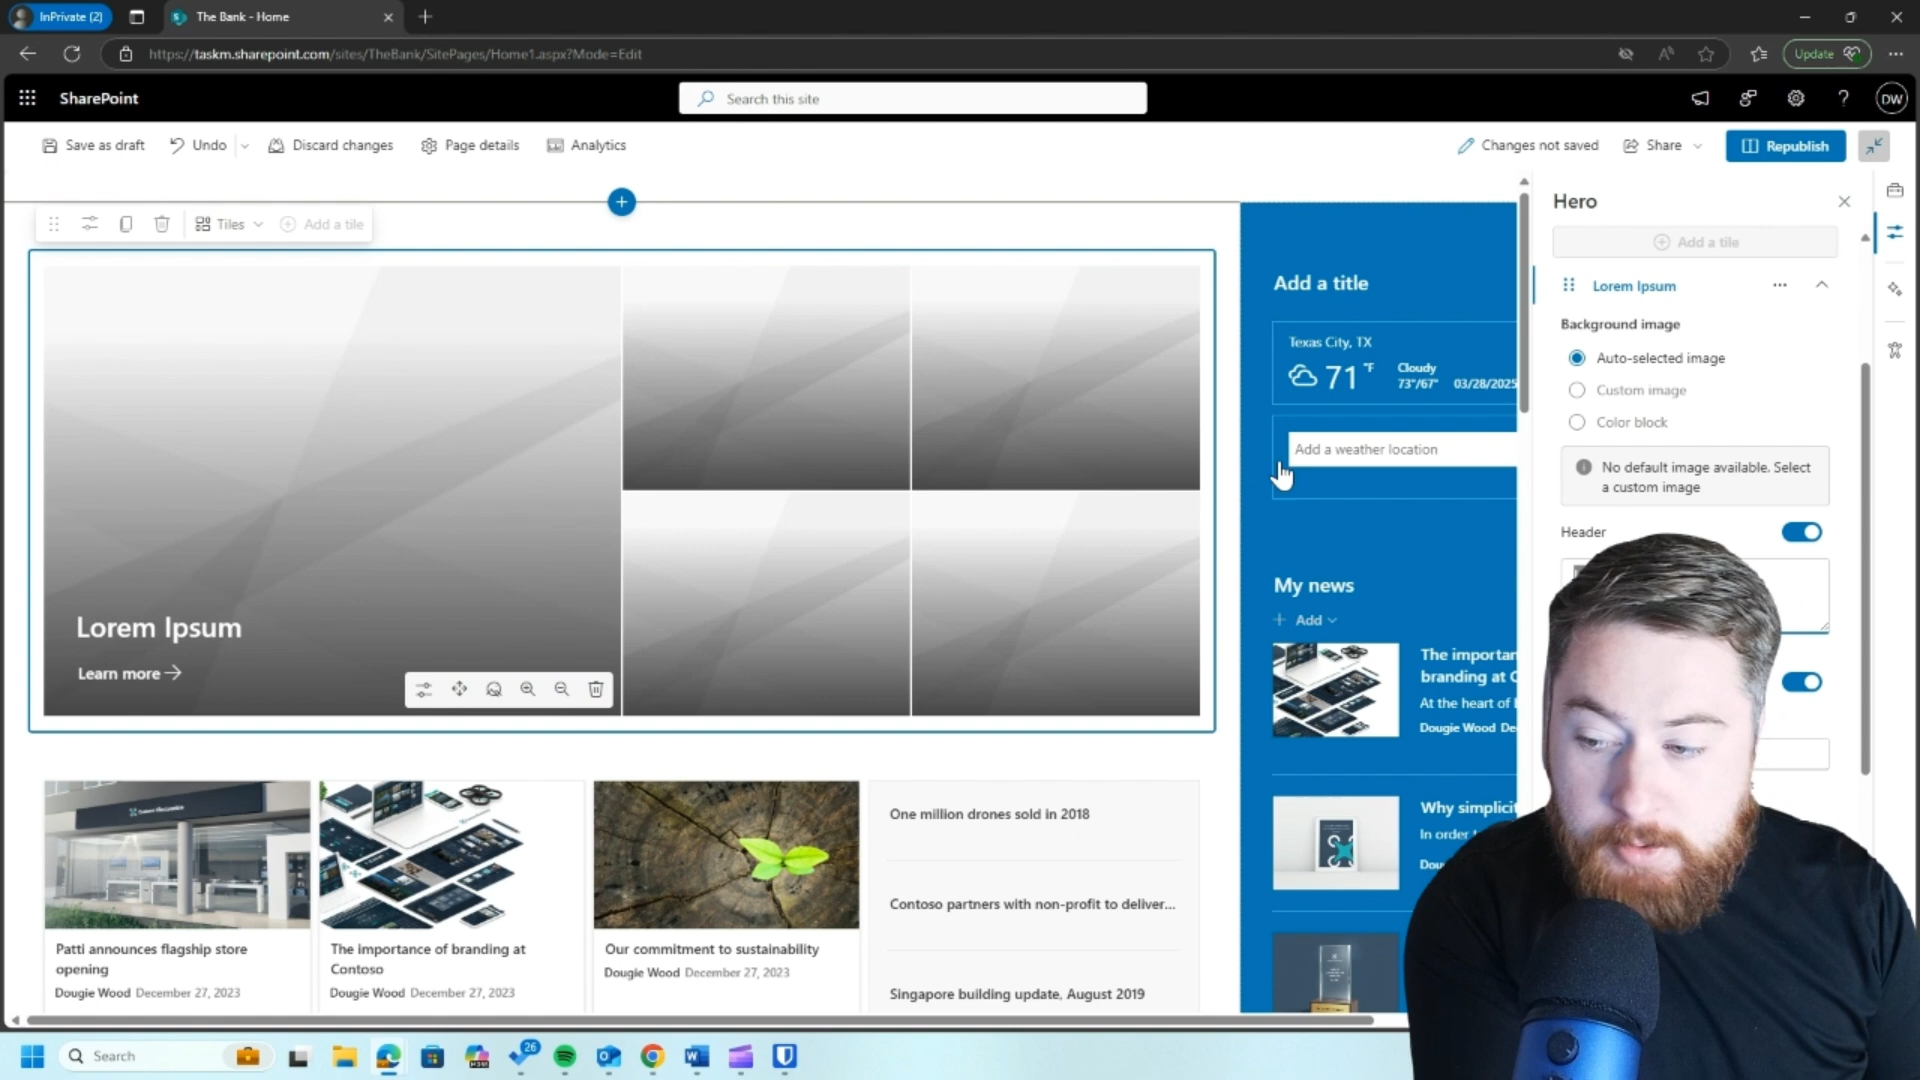 InPrivate (2)
The Bank - Home
https://taskm.sharepoint.com/sites/TheBank/SitePages/Home1.aspx?Mode=Edit
Update
SharePoint
Search this site
DW
Save as draft
Undo
Discard changes
Page details
Analytics
Changes not saved
Share
Republish
Tiles
Add a tile
Lorem Ipsum
Learn more
Patti announces flagship store
opening
Dougie Wood December 27, 2023
The importance of branding at
Contoso
Dougie Wood December 27, 2023
Our commitment to sustainability
Dougie Wood December 27, 2023
One million drones sold in 2018
Contoso partners with non-profit to deliver...
Singapore building update, August 2019
Add a title
Texas City, TX
71 °F
Cloudy
73°/67°
03/28/2025
Add a weather location
My news
Add
The importan
branding at C
At the heart of
Dougie Wood De
Why simplicit
In order
Dou
Hero
Add a tile
Lorem Ipsum
Background image
Auto-selected image
Custom image
Color block
No default image available. Select
a custom image
Header
Search
26